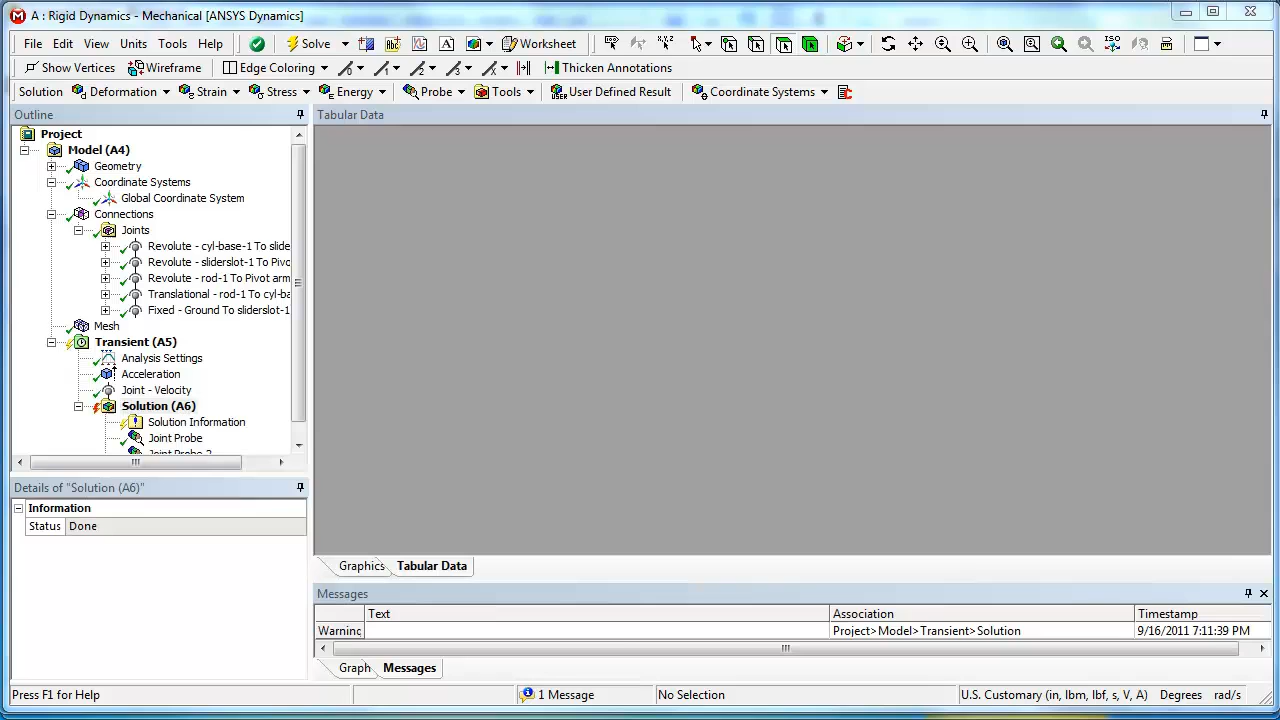 A : Rigid Dynamics - Mechanical [ANSYS Dynamics]
File Edit View Units Tools Help Solve Worksheet
Show Vertices Wireframe Edge Coloring Thicken Annotations
Solution Deformation Strain Stress Energy Probe Tools User Defined Result Coordinate Systems
Outline
Project
Model (A4)
Geometry
Coordinate Systems
Global Coordinate System
Connections
Joints
Revolute - cyl-base-1 To slide
Revolute - sliderslot-1 To Pivo
Revolute - rod-1 To Pivot arm
Translational - rod-1 To cyl-ba
Fixed - Ground To sliderslot-1
Mesh
Transient (A5)
Analysis Settings
Acceleration
Joint - Velocity
Solution (A6)
Solution Information
Joint Probe
Joint Probe 2
Details of "Solution (A6)"
Information
Status Done
Tabular Data
Graphics Tabular Data
Messages
Text Association Timestamp
Warning Project>Model>Transient>Solution 9/16/2011 7:11:39 PM
Graph Messages
Press F1 for Help 1 Message No Selection U.S. Customary (in, lbm, lbf, s, V, A) Degrees rad/s